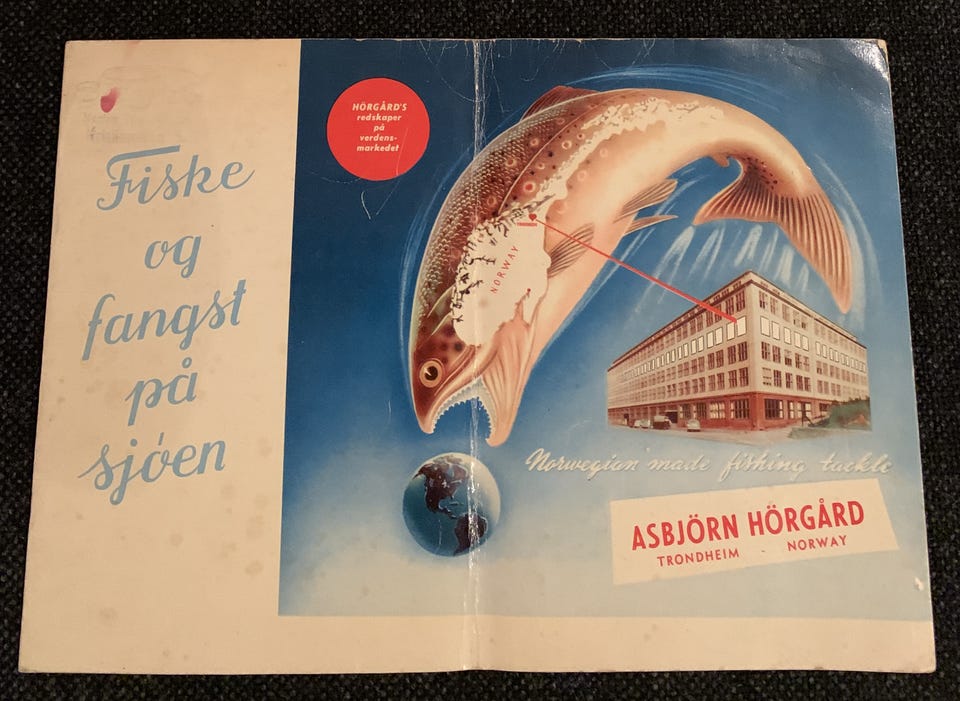 Fiske
og
fangst
på
sjøen
HÖRGÅRD'S
redskaper
på
verdens-
markedet
NORWAY
Norwegian made fishing tackle
ASBJÖRN HÖRGÅRD
TRONDHEIM NORWAY